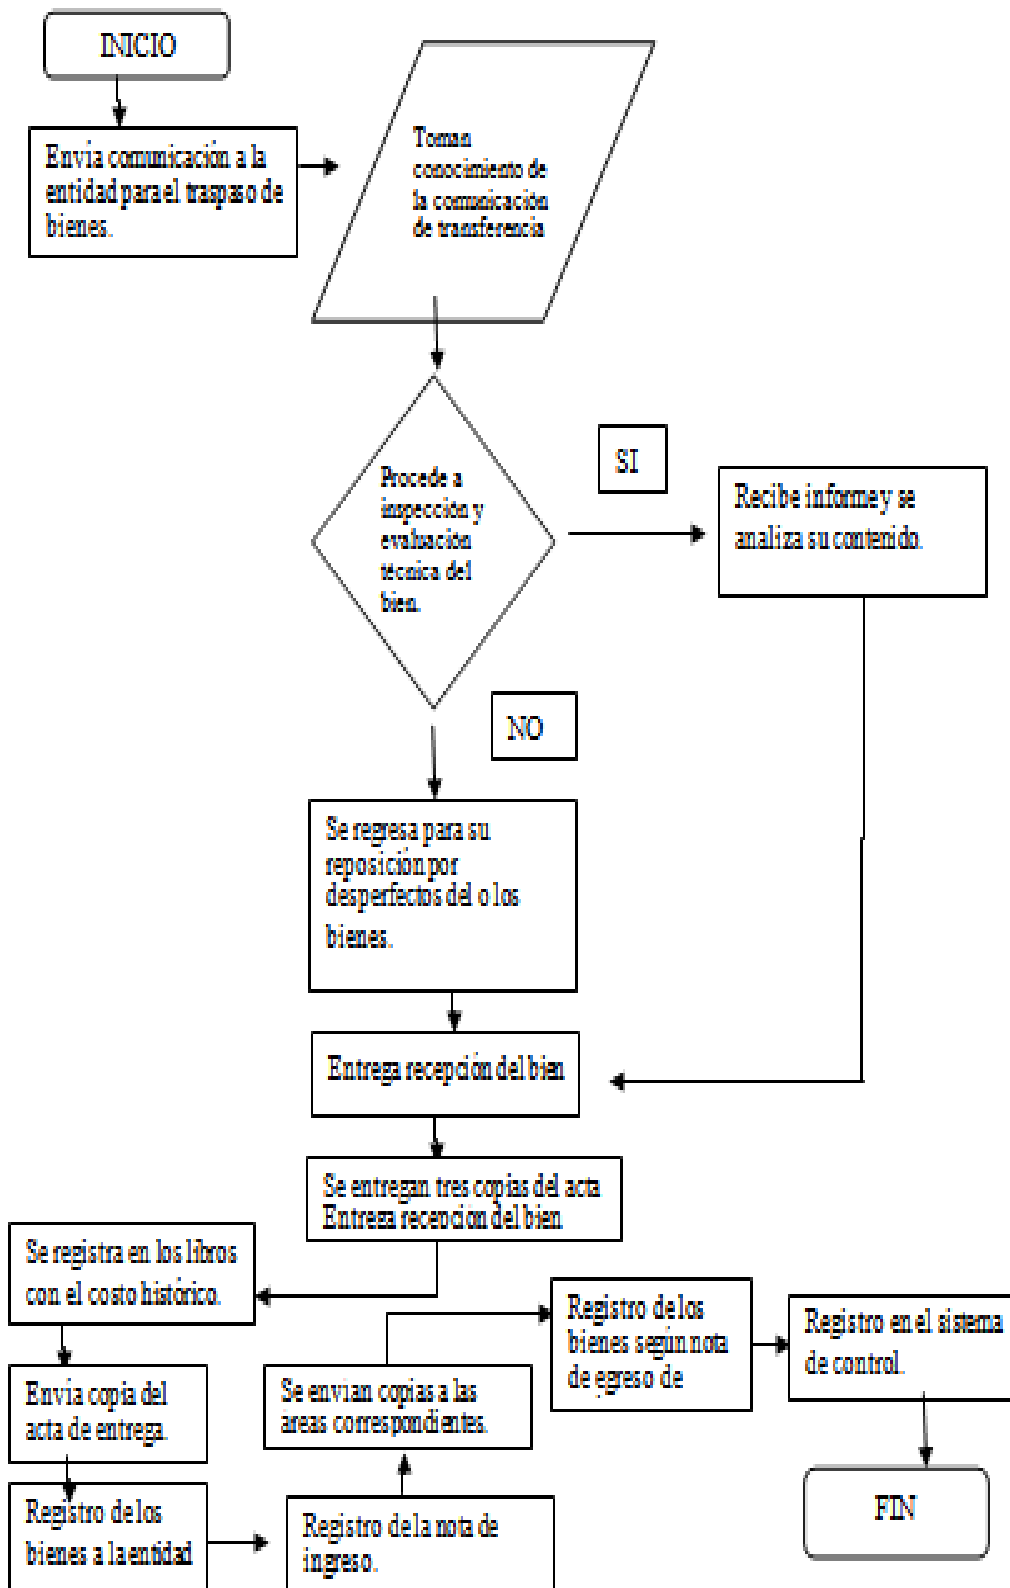 INICIO
Envia comunicación a la
entidad para el traspaso de
bienes.
Toman
conocimiento de
la comunicación
de transferencia
Procede a
inspección y
evaluación
técnica del
bien.
SI
Recibe informe y se
analiza su contenido.
NO
Se regresa para su
reposición por
desperfectos del o los
bienes.
Entrega recepción del bien
Se entregan tres copias del acta
Entrega recepción del bien
Se registra en los libros
con el costo histórico.
Envia copia del
acta de entrega.
Registro de los
bienes a la entidad
Registro de la nota de
ingreso.
Se envian copias a las
áreas correspondientes.
Registro de los
bienes según nota
de egreso de
Registro en el sistema
de control.
FIN